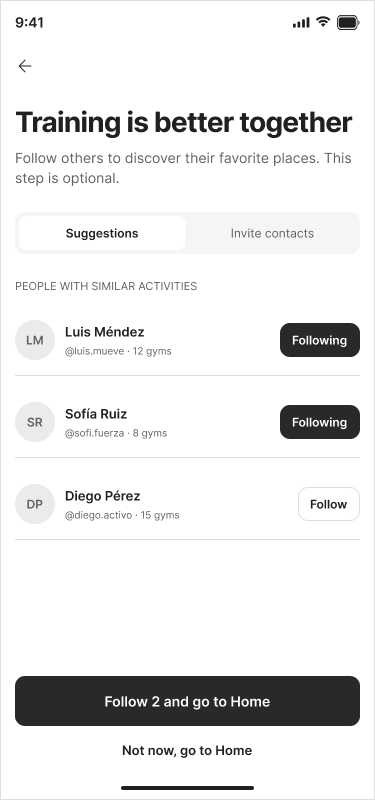 9:41
Training is better together
Follow others to discover their favorite places. This
step is optional.
Suggestions
Invite contacts
PEOPLE WITH SIMILAR ACTIVITIES
LM
Luis Méndez
@luis.mueve · 12 gyms
Following
SR
Sofía Ruiz
@sofi.fuerza · 8 gyms
Following
DP
Diego Pérez
@diego.activo · 15 gyms
Follow
Follow 2 and go to Home
Not now, go to Home